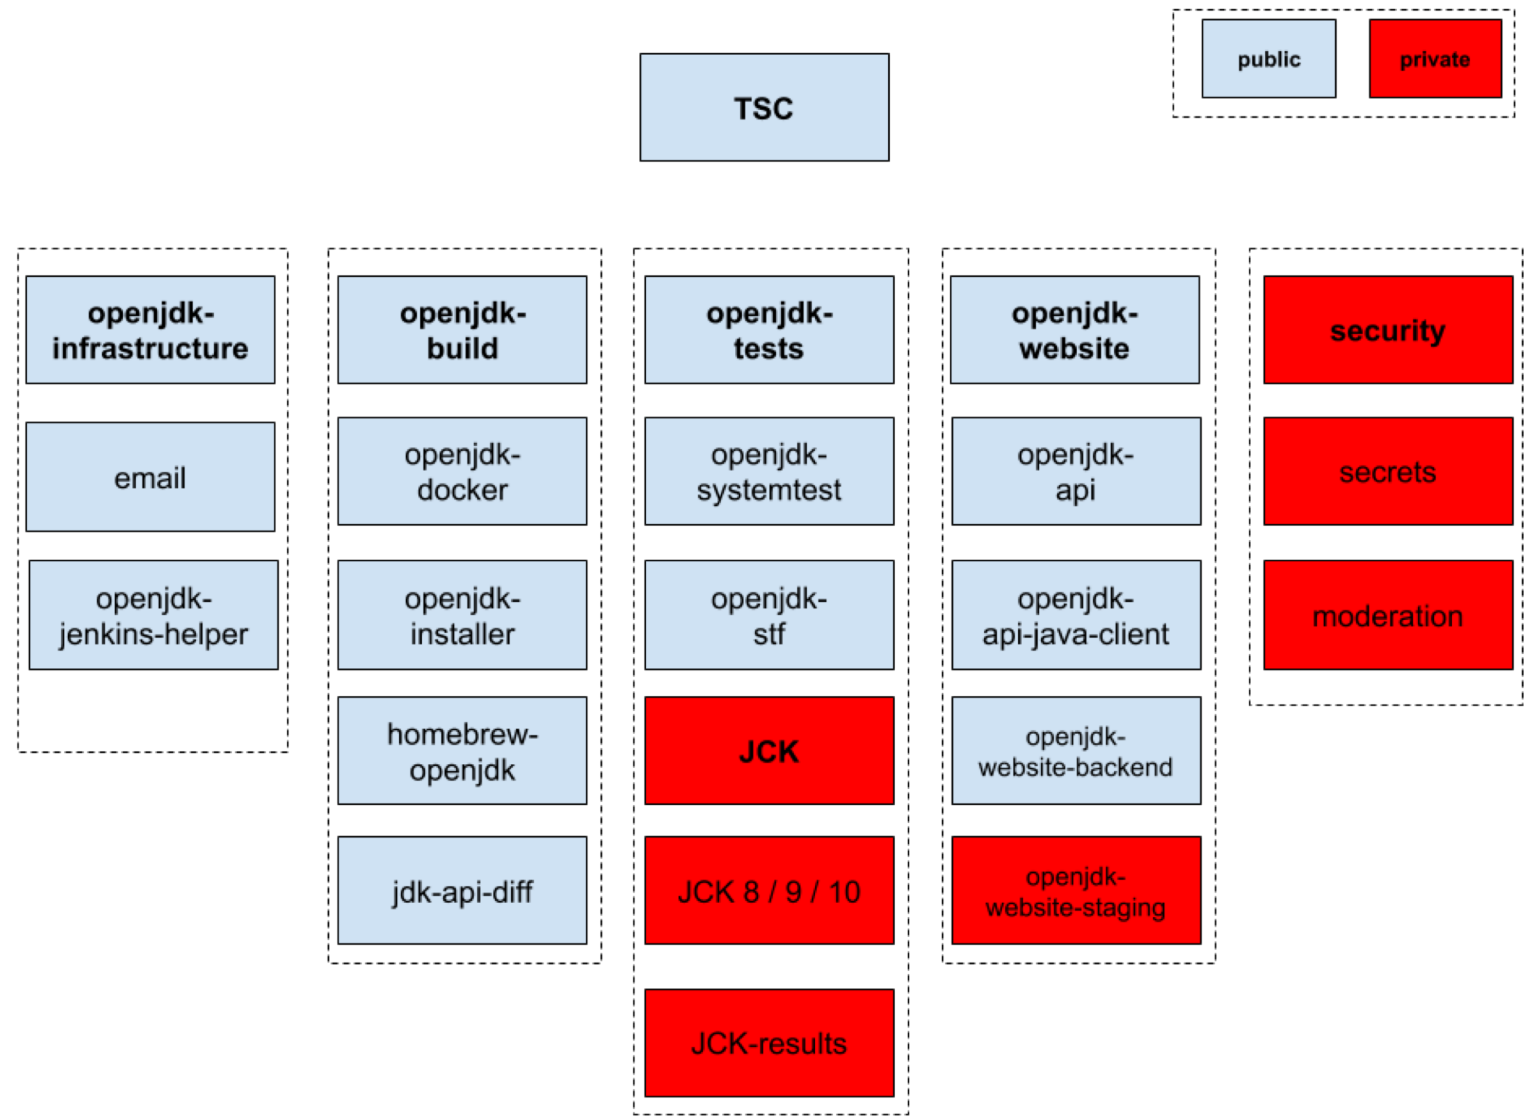 public
private
TSC
openjdk-
infrastructure
email
openjdk-
jenkins-helper
openjdk-
build
openjdk-
docker
openjdk-
installer
homebrew-
openjdk
jdk-api-diff
openjdk-
tests
openjdk-
systemtest
openjdk-
stf
JCK
JCK 8 / 9 / 10
JCK-results
openjdk-
website
openjdk-
api
openjdk-
api-java-client
openjdk-
website-backend
openjdk-
website-staging
security
secrets
moderation